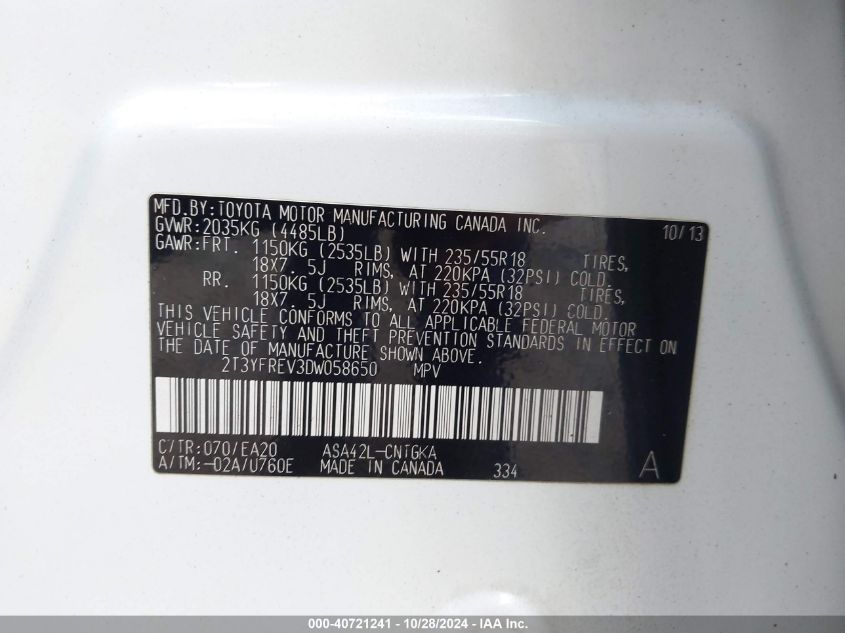 MFD.BY:TOYOTA MOTOR MANUFACTURING CANADA INC. 10/13
GVWR:2035KG (4485LB)
GAWR:FRT. 1150KG (2535LB) WITH 235/55R18 TIRES,
18X7. 5J RIMS, AT 220KPA (32PSI) COLD.
RR. 1150KG (2535LB) WITH 235/55R18 TIRES,
18X7. 5J RIMS, AT 220KPA (32PSI) COLD.
THIS VEHICLE CONFORMS TO ALL APPLICABLE FEDERAL MOTOR
VEHICLE SAFETY AND THEFT PREVENTION STANDARDS IN EFFECT ON
THE DATE OF MANUFACTURE SHOWN ABOVE.
2T3YFREV3DW058650 MPV
C/TR:070/EA20 ASA42L-CNTGKA
A/TM:-02A/U760E MADE IN CANADA 334 A
000-40721241 - 10/28/2024 - IAA Inc.